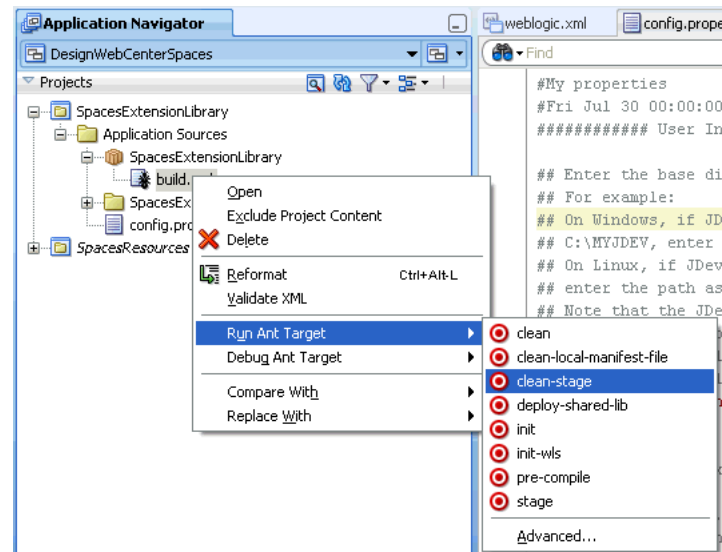 Application Navigator
weblogic.xml
config.prope
DesignWebCenterSpaces
Find
Projects
SpacesExtensionLibrary
Application Sources
SpacesExtensionLibrary
build.
SpacesEx
config.pro
SpacesResources
#My properties
#Fri Jul 30 00:00:00
############ User In
## Enter the base di
## For example:
## On Windows, if JD
## C:\MYJDEV, enter
## On Linux, if JDev
## enter the path as
## Note that the JDe
Open
Exclude Project Content
Delete
Reformat Ctrl+Alt-L
Validate XML
Run Ant Target
Debug Ant Target
Compare With
Replace With
clean
clean-local-manifest-file
clean-stage
deploy-shared-lib
init
init-wls
pre-compile
stage
Advanced...